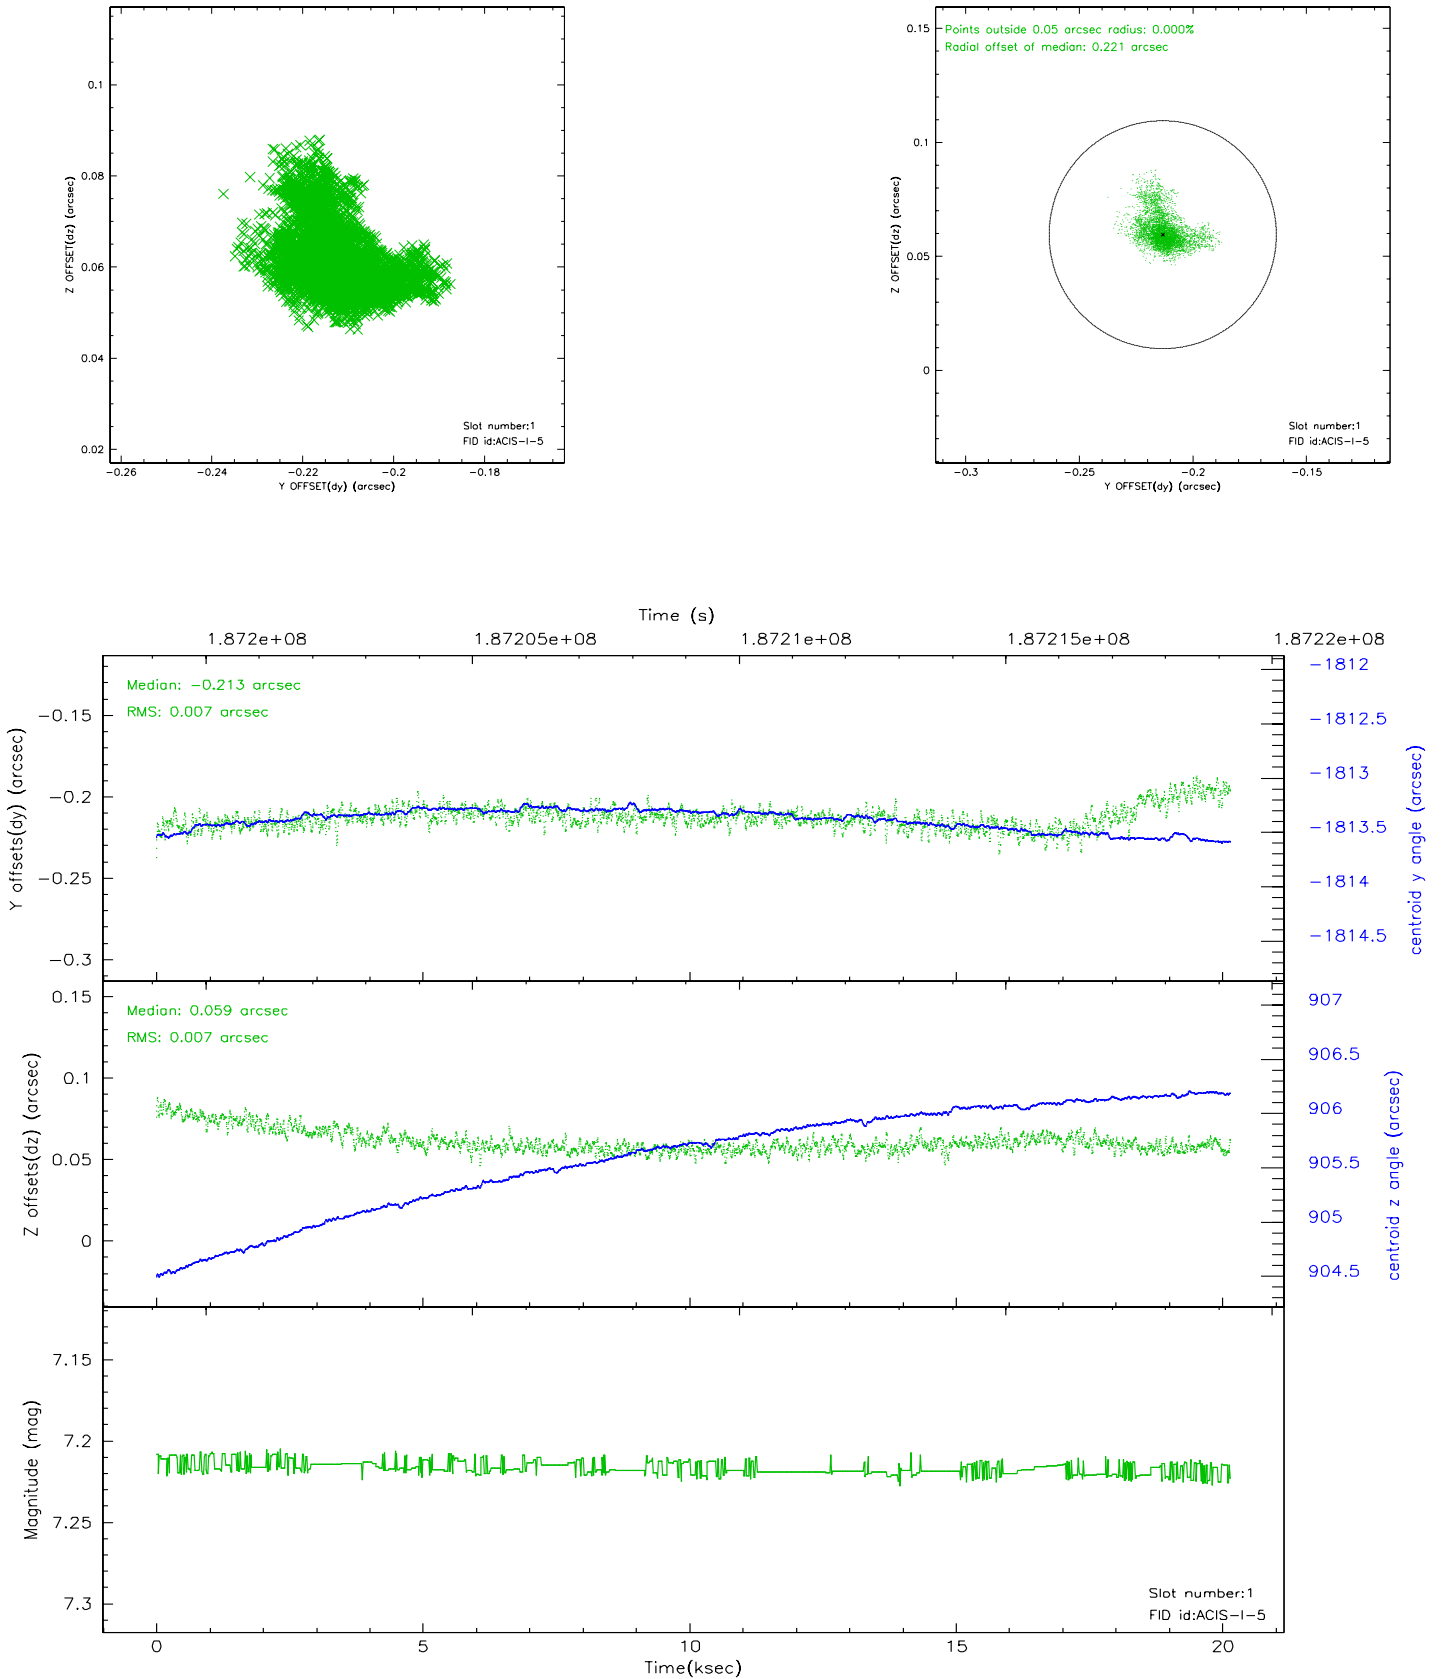 0.1
0.08
0.06
0.04
0.02
Z OFFSET(dz) (arcsec)
−0.26
−0.24
−0.22
−0.2
−0.18
Y OFFSET(dy) (arcsec)
Slot number:1
FID id:ACIS−I−5
Points outside 0.05 arcsec radius: 0.000%
Radial offset of median: 0.221 arcsec
0.15
0.1
0.05
0
Z OFFSET(dz) (arcsec)
−0.3
−0.25
−0.2
−0.15
Y OFFSET(dy) (arcsec)
Slot number:1
FID id:ACIS−I−5
Time (s)
1.872e+08
1.87205e+08
1.8721e+08
1.87215e+08
1.8722e+08
Median: −0.213 arcsec
RMS: 0.007 arcsec
−0.15
−0.2
−0.25
−0.3
Y offsets(dy) (arcsec)
−1812
−1812.5
−1813
−1813.5
−1814
−1814.5
centroid y angle (arcsec)
Median: 0.059 arcsec
RMS: 0.007 arcsec
0.15
0.1
0.05
0
Z offsets(dz) (arcsec)
907
906.5
906
905.5
905
904.5
centroid z angle (arcsec)
7.15
7.2
7.25
7.3
Magnitude (mag)
Slot number:1
FID id:ACIS−I−5
0
5
10
15
20
Time(ksec)